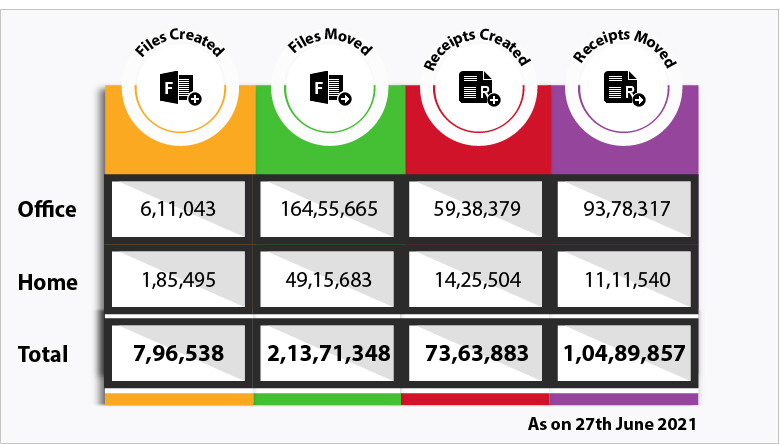 Files Created Files Moved Receipts Created Receipts Moved
F F R R
Office 6,11,043 164,55,665 59,38,379 93,78,317
Home 1,85,495 49,15,683 14,25,504 11,11,540
Total 7,96,538 2,13,71,348 73,63,883 1,04,89,857
As on 27th June 2021